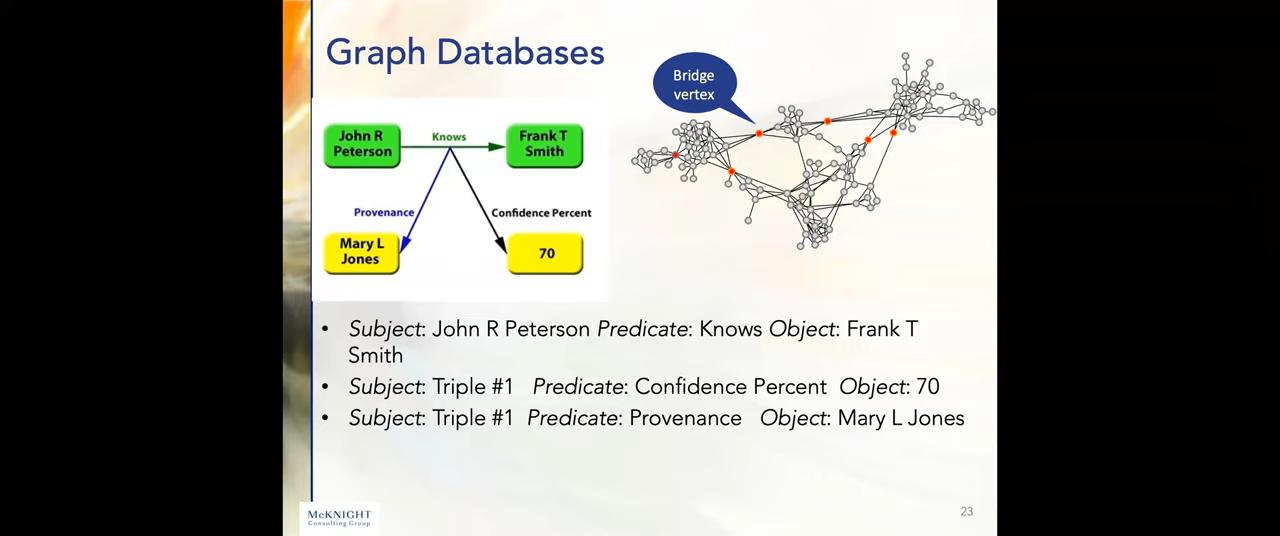 Graph Databases
Bridge
vertex
John R
Peterson
Knows
Frank T
Smith
Provenance
Confidence Percent
Mary L
Jones
70
• Subject: John R Peterson Predicate: Knows Object: Frank T
Smith
• Subject: Triple #1 Predicate: Confidence Percent Object: 70
• Subject: Triple #1 Predicate: Provenance Object: Mary L Jones
McKNIGHT
Consulting Group
23